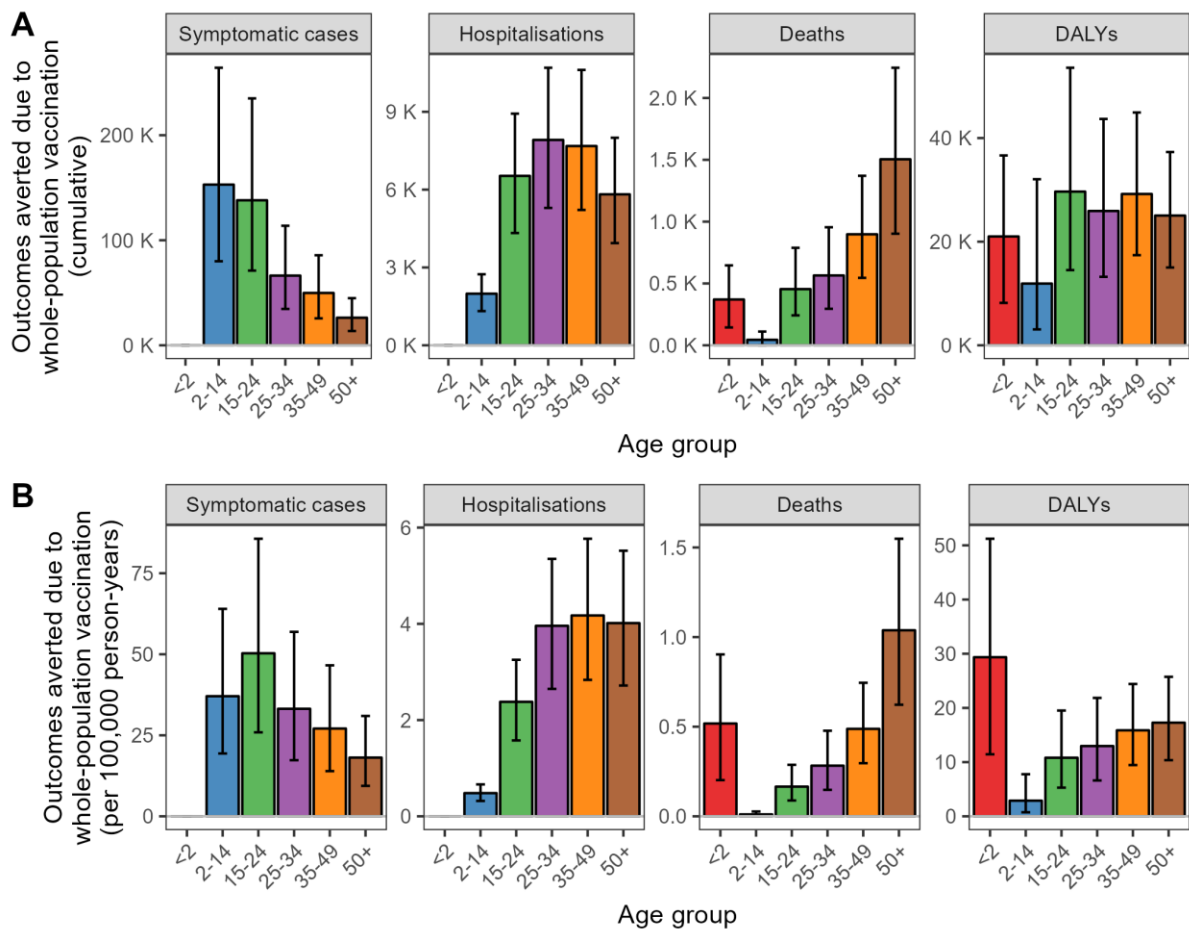 A
Symptomatic cases
Hospitalisations
Deaths
DALYs
Outcomes averted due to
whole-population vaccination
(cumulative)
200 K
100 K
0 K
9 K
6 K
3 K
0 K
2.0 K
1.5 K
1.0 K
0.5 K
0.0 K
40 K
20 K
0 K
<2
2-14
15-24
25-34
35-49
50+
<2
2-14
15-24
25-34
35-49
50+
<2
2-14
15-24
25-34
35-49
50+
<2
2-14
15-24
25-34
35-49
50+
Age group
B
Symptomatic cases
Hospitalisations
Deaths
DALYs
Outcomes averted due to
whole-population vaccination
(per 100,000 person-years)
75
50
25
0
6
4
2
0
1.5
1.0
0.5
0.0
50
40
30
20
10
0
<2
2-14
15-24
25-34
35-49
50+
<2
2-14
15-24
25-34
35-49
50+
<2
2-14
15-24
25-34
35-49
50+
<2
2-14
15-24
25-34
35-49
50+
Age group